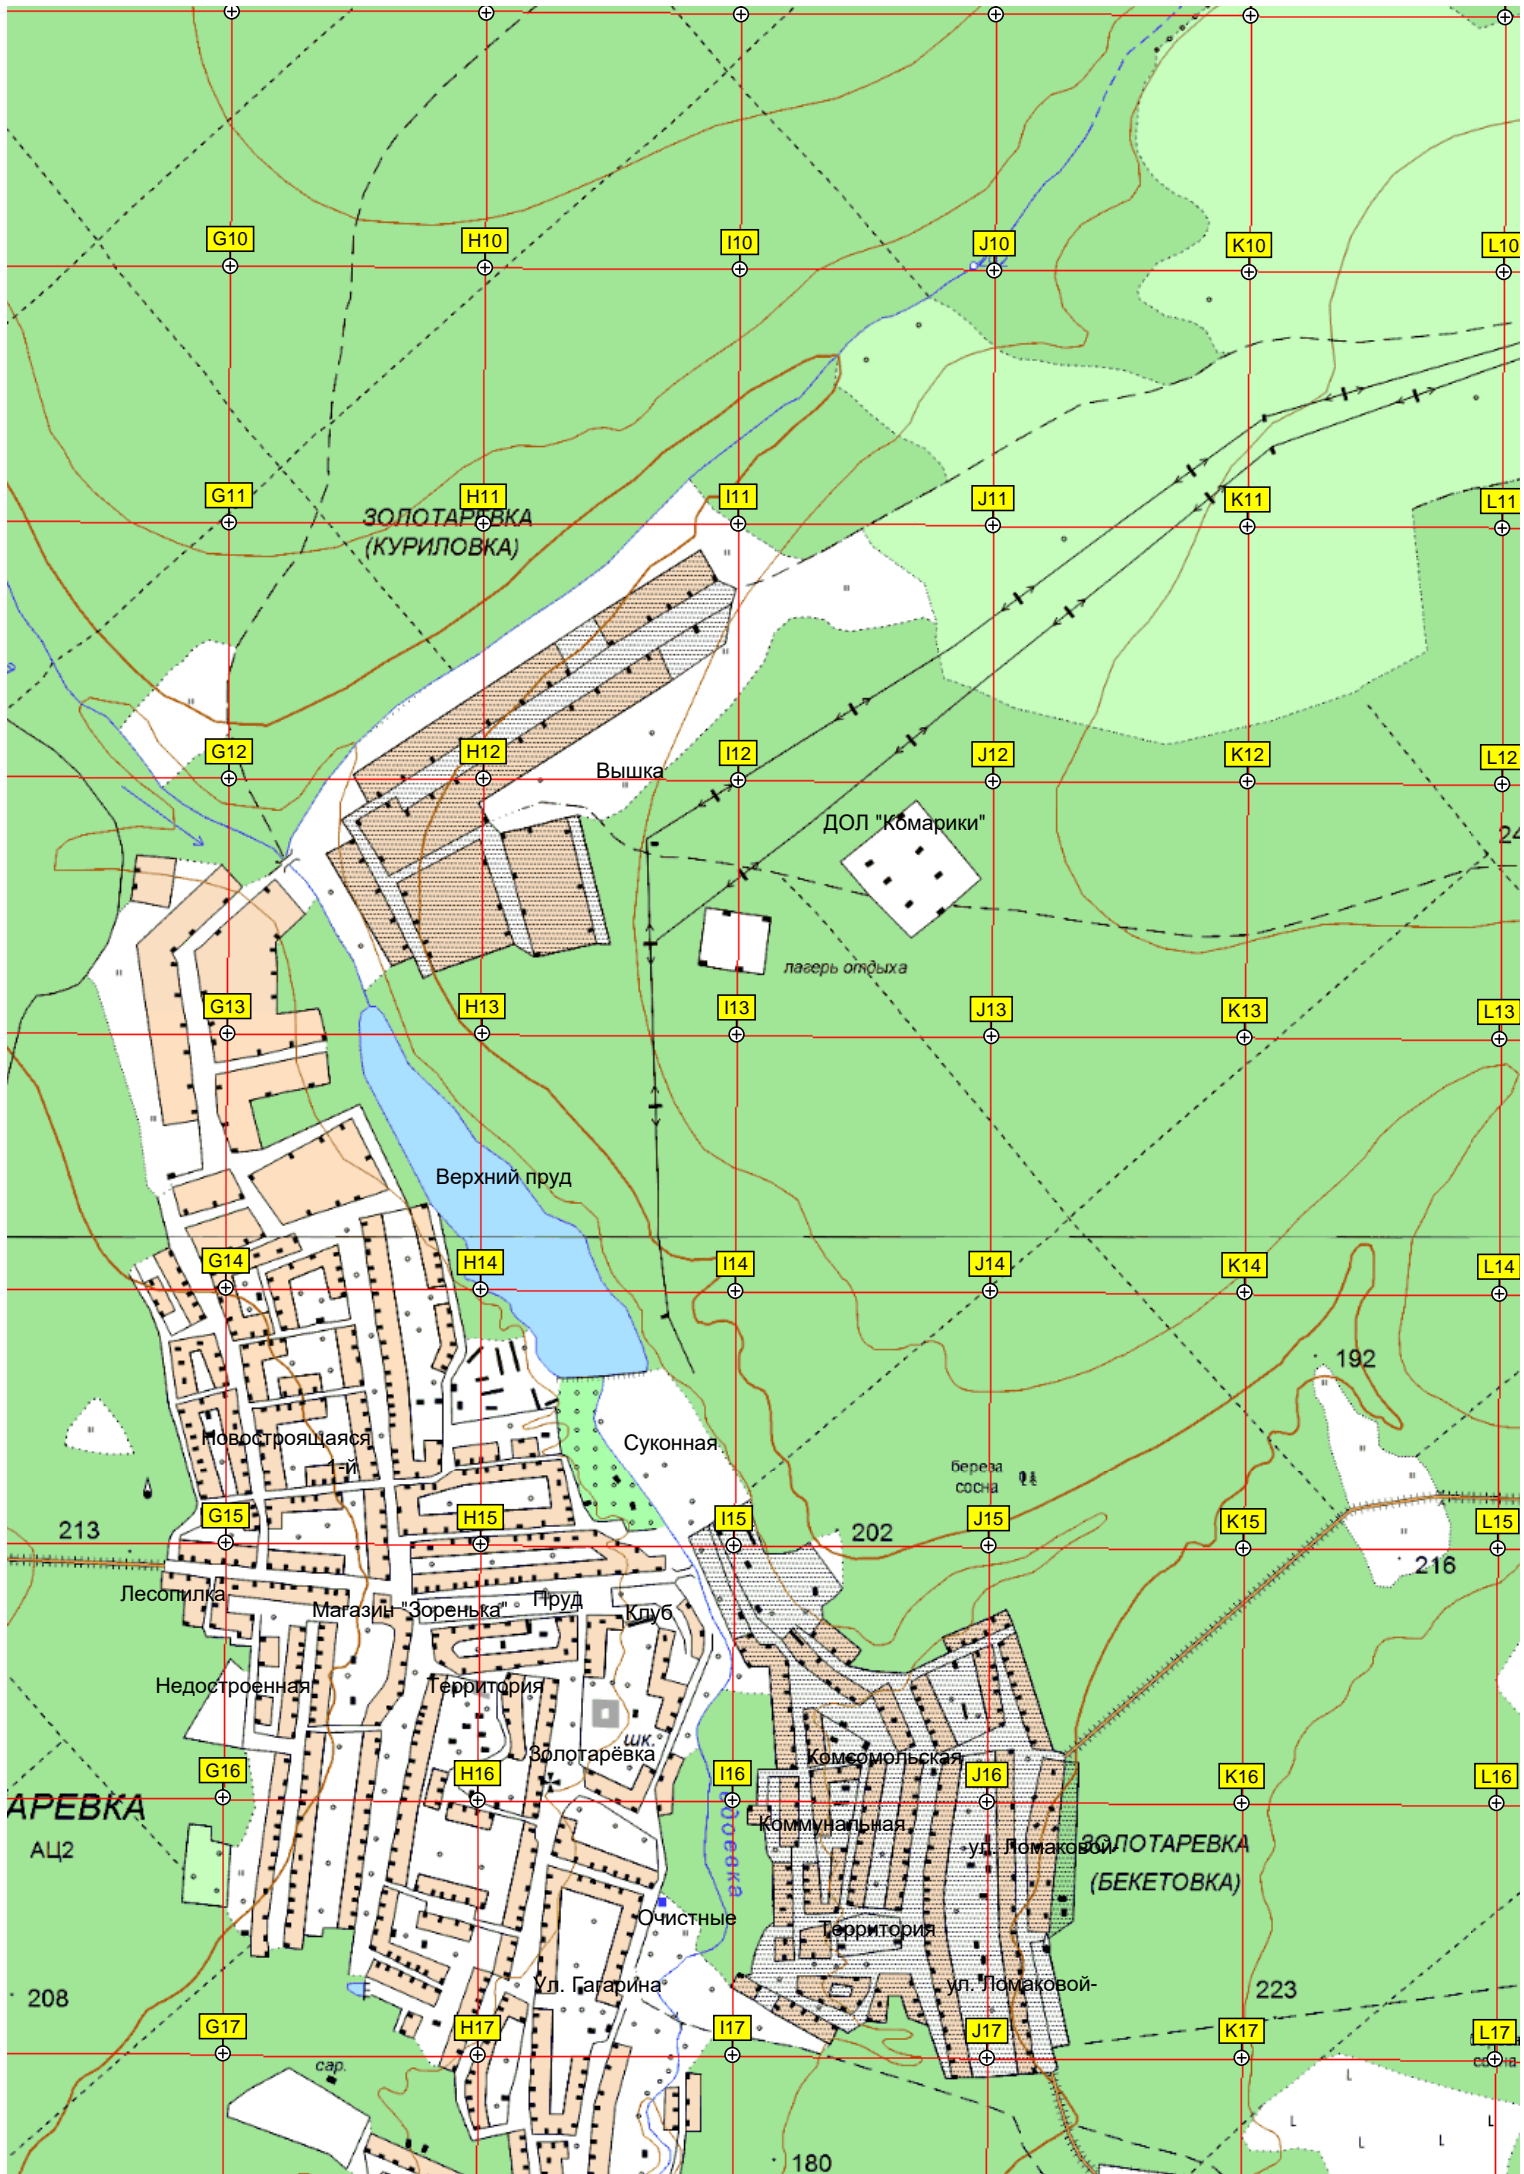 G10 H10 I10 J10 K10 L10
G11 H11 I11 J11 K11 L11
ЗОЛОТАРЕВКА
(КУРИЛОВКА)
G12 H12 I12 J12 K12 L12
Вышка
ДОЛ "Комарики"
24
лагерь отдыха
G13 H13 I13 J13 K13 L13
Верхний пруд
G14 H14 I14 J14 K14 L14
192
Новостроящаяся
1-й
Суконная
береза
сосна
G15 H15 I15 J15 K15 L15
213
202
216
Лесопилка
Магазин "Зоренька"
Пруд
Клуб
Недостроенная
Территория
шк.
Золотарёвка
Комсомольская
G16 H16 I16 J16 K16 L16
АРЕВКА
АЦ2
Коммунальная
ул. Ломаковой-
ЗОЛОТАРЕВКА
(БЕКЕТОВКА)
Очистные
Территория
Ул. Гагарина
ул. Ломаковой-
208
223
G17 H17 I17 J17 K17 L17
сар.
180